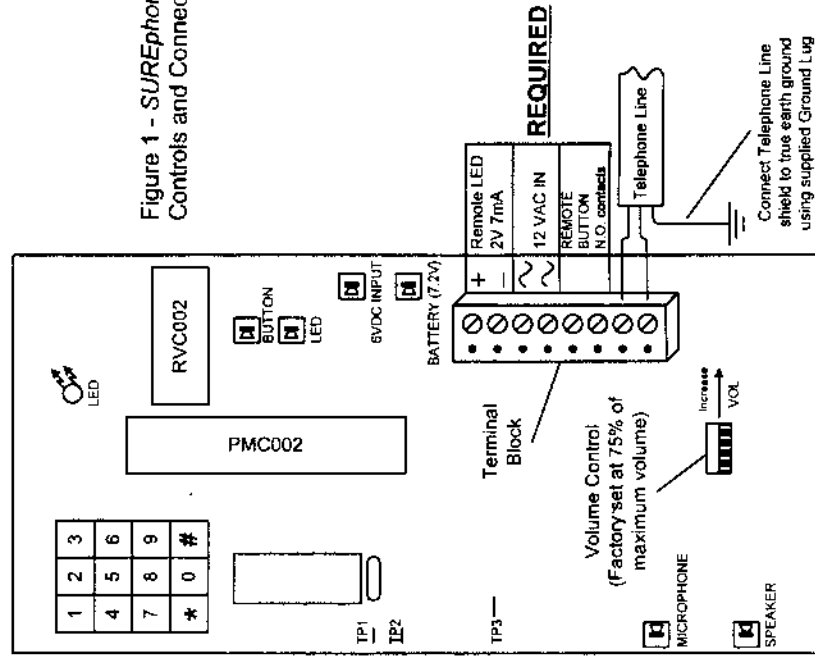 Figure 1 - SUREphon
Controls and Connec
1 2 3
4 5 6
7 8 9
* 0 #
LED
RVC002
PMC002
BUTTON
LED
6VDC INPUT
BATTERY (7.2V)
TP1
TP2
TP3
Terminal
Block
+
–
Remote LED
2V 7mA
12 VAC IN
REMOTE
BUTTON
N.O. contacts
REQUIRED
Telephone Line
Volume Control
(Factory set at 75% of
maximum volume)
Increase
VOL
MICROPHONE
SPEAKER
Connect Telephone Line
shield to true earth ground
using supplied Ground Lug